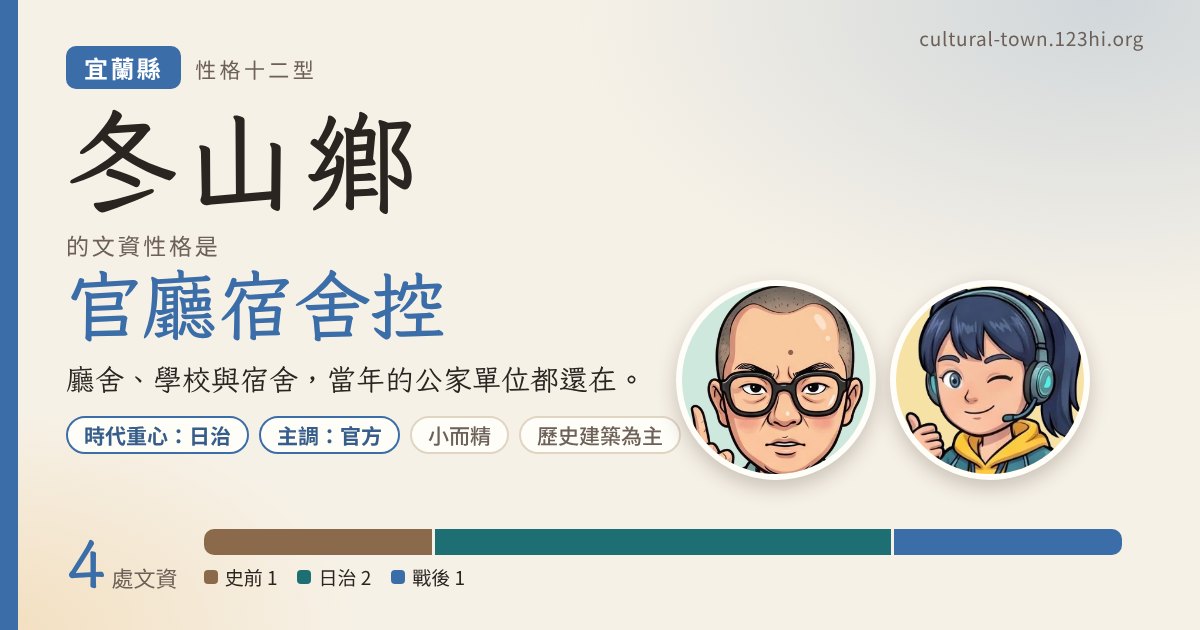 cultural-town.123hi.org
宜蘭縣 性格十二型
冬山鄉
的文資性格是
官廳宿舍控
廳舍、學校與宿舍，當年的公家單位都還在。
時代重心：日治 主調：官方 小而精 歷史建築為主
4 處文資
史前 1 日治 2 戰後 1